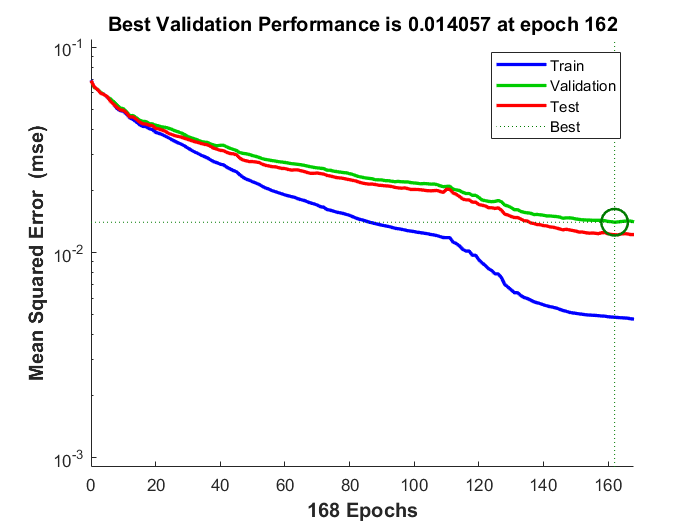 Best Validation Performance is 0.014057 at epoch 162
Train
Validation
Test
Best
Mean Squared Error  (mse)
10-1
10-2
10-3
0 20 40 60 80 100 120 140 160
168 Epochs